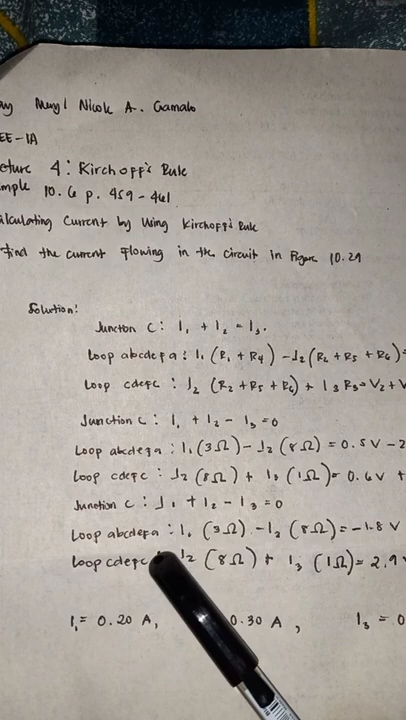 Meryl Nicole A. Gamalo
EE-1A
4: Kirchoff's Rule
10.6 p. 459-461
Calculating Current by Using Kirchoff's Rule
Find the current flowing in the circuit in Figure 10.29
Solution:
Junction C: I₁ + I₂ = I₃.
Loop abcdefa: I₁ (R₁ + R₄) - I₂ (R₂ + R₅ + R₆) =
Loop cdefc: I₂ (R₂ + R₅ + R₆) + I₃ R₃ = V₂ + V
Junction C: I₁ + I₂ - I₃ = 0
Loop abcdefa: I₁ (3Ω) - I₂ (8Ω) = 0.5 V - 2
Loop cdefc: I₂ (8Ω) + I₃ (1Ω) = 0.6 V +
Junction C: I₁ + I₂ - I₃ = 0
Loop abcdefa: I₁ (3Ω) - I₂ (8Ω) = -1.8 V
Loop cdefc I₂ (8Ω) + I₃ (1Ω) = 2.9 V
I₁ = 0.20 A, 0.30 A, I₃ = 0